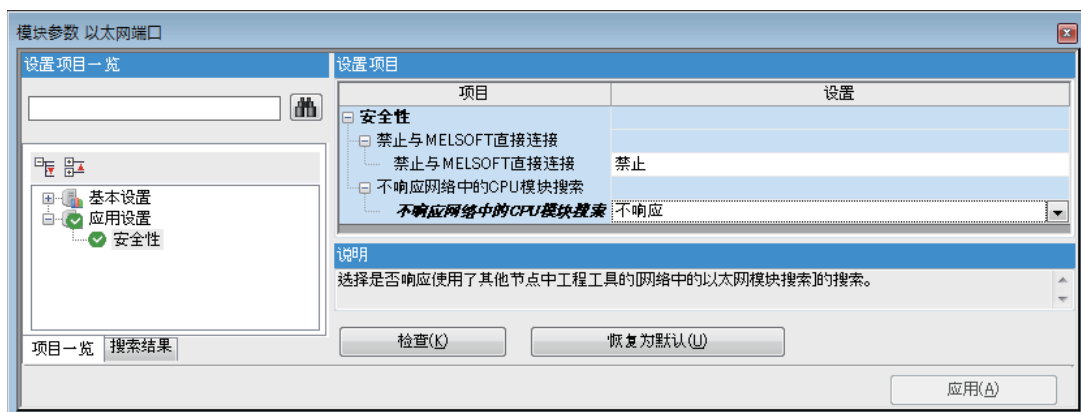 模块参数 以太网端口
设置项目一览
设置项目
项目
设置
安全性
禁止与MELSOFT直接连接
禁止与MELSOFT直接连接
禁止
不响应网络中的CPU模块搜索
不响应网络中的CPU模块搜索
不响应
基本设置
应用设置
安全性
说明
选择是否响应使用了其他节点中工程工具的[网络中的以太网模块搜索]的搜索。
项目一览
搜索结果
检查(K)
恢复为默认(U)
应用(A)